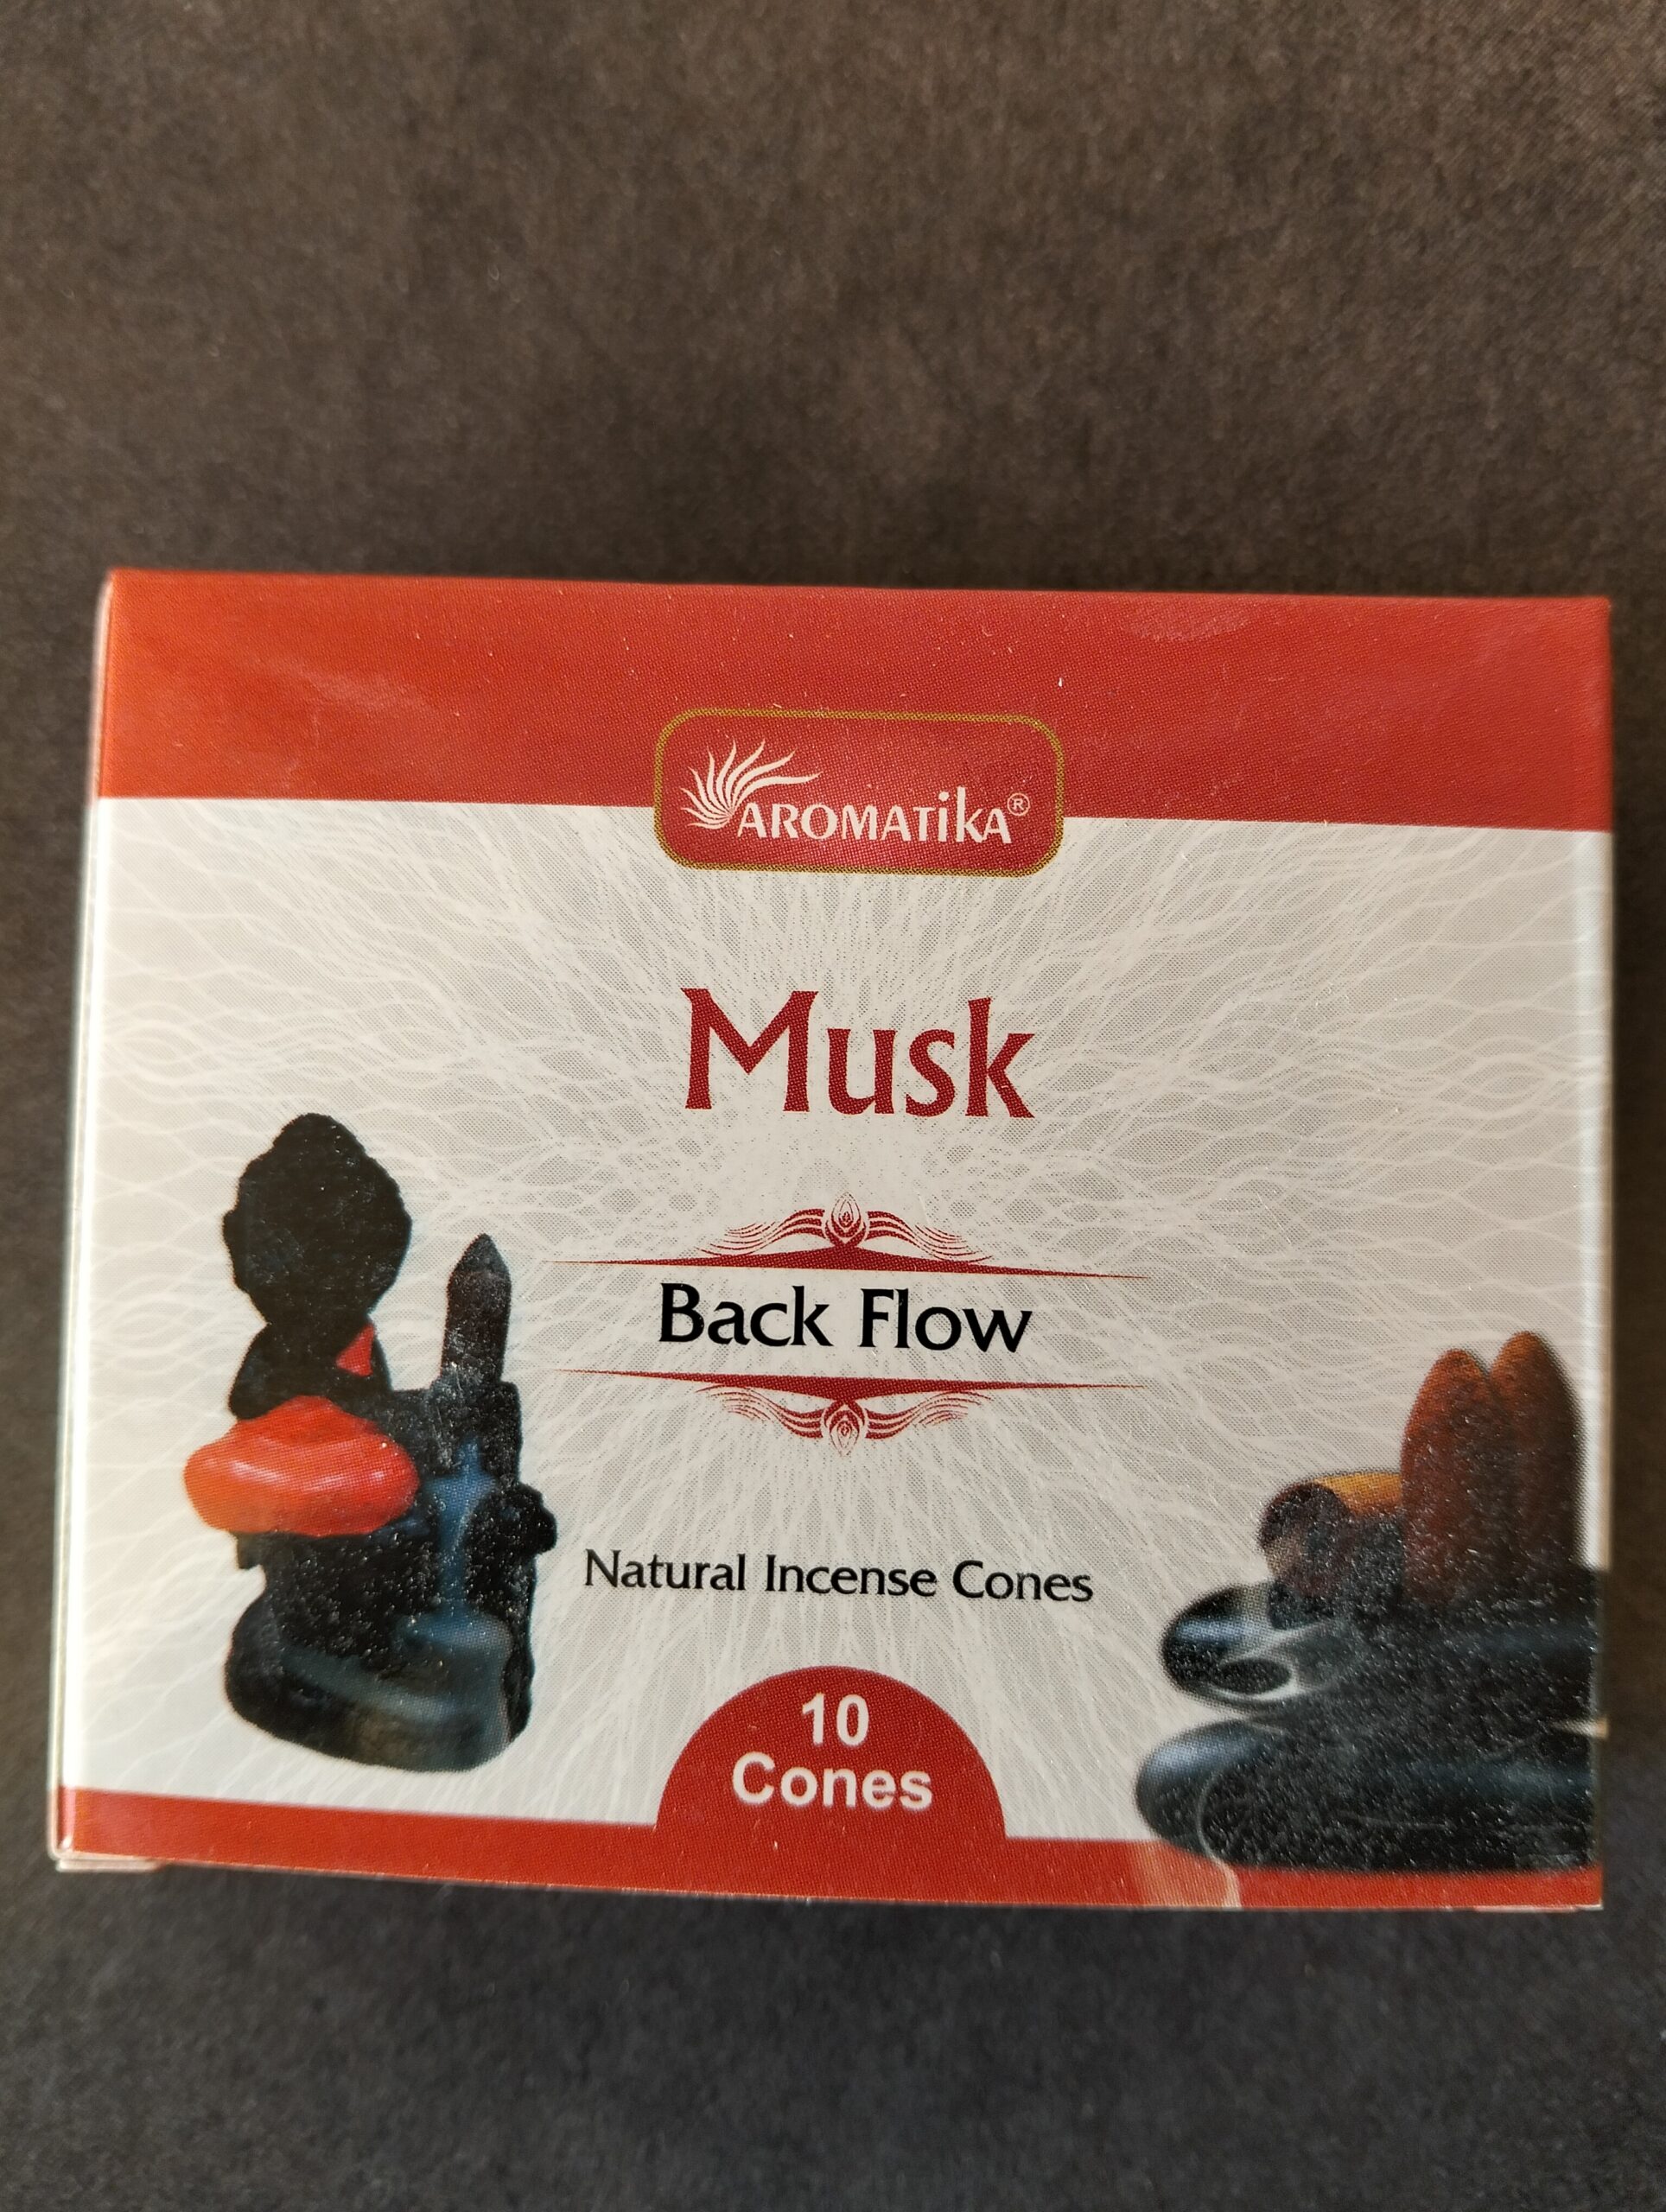 AROMATiKA®
Musk
Back Flow
Natural Incense Cones
10
Cones